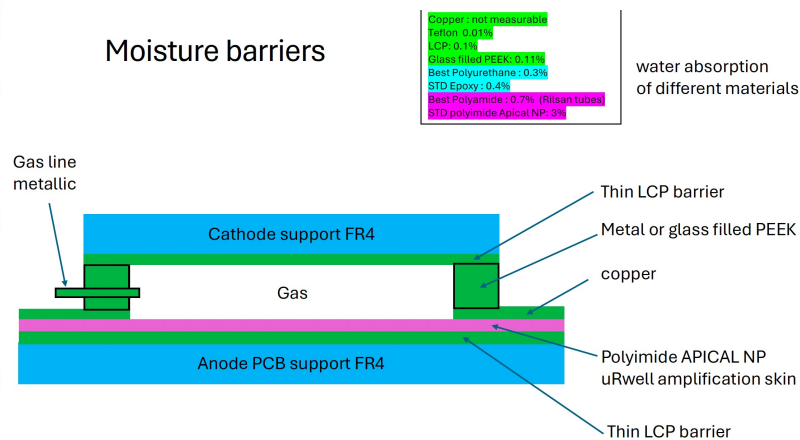 Moisture barriers
Copper : not measurable
Teflon 0.01%
LCP: 0.1%
Glass filled PEEK: 0.11%
Best Polyurethane : 0.3%
STD Epoxy : 0.4%
Best Polyamide : 0.7% (Rilsan tubes)
STD polyimide Apical NP: 3%
water absorption
of different materials
Gas line
metallic
Thin LCP barrier
Cathode support FR4
Metal or glass filled PEEK
copper
Gas
Polyimide APICAL NP
uRwell amplification skin
Anode PCB support FR4
Thin LCP barrier